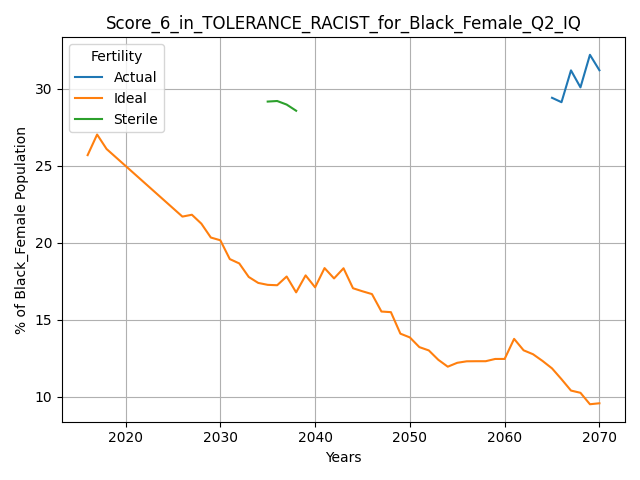 Score_6_in_TOLERANCE_RACIST_for_Black_Female_Q2_IQ
Fertility
Actual
Ideal
Sterile
% of Black_Female Population
30
25
20
15
10
2020 2030 2040 2050 2060 2070
Years